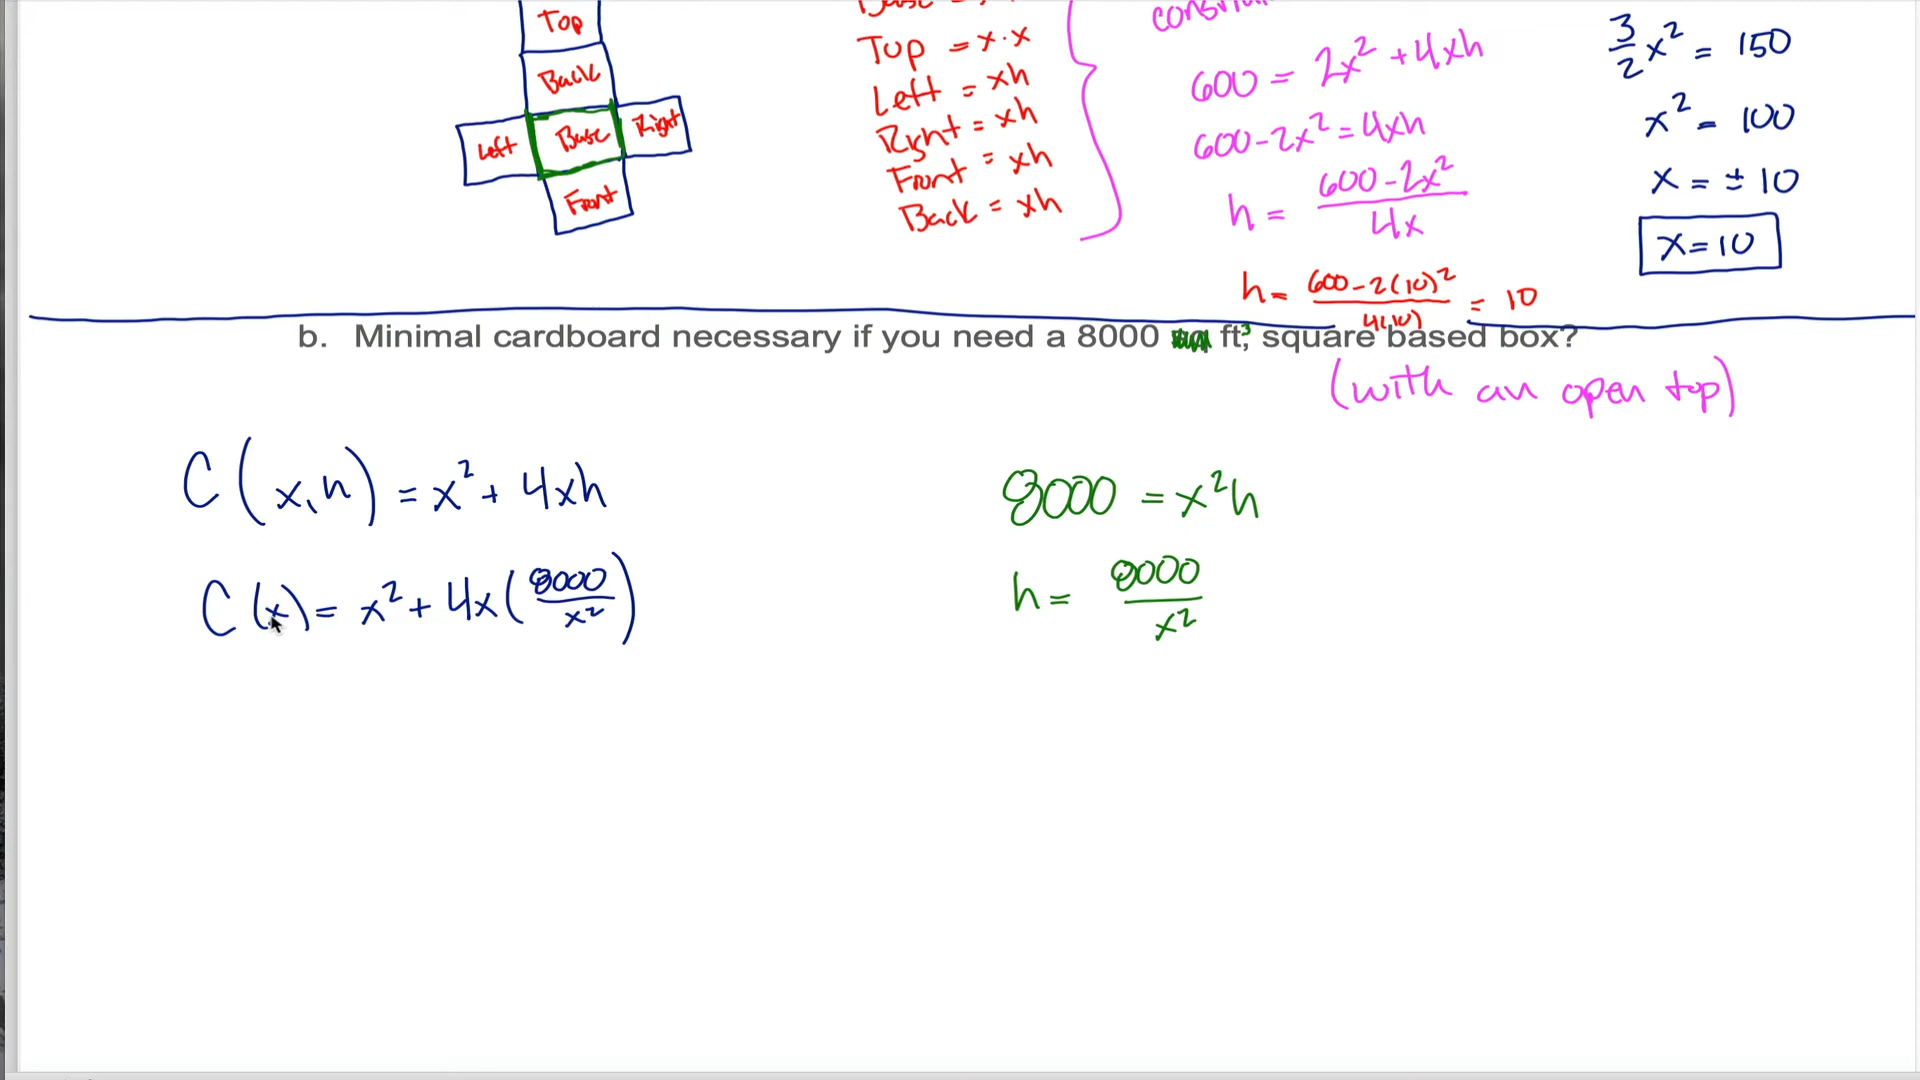 Top
Back
Left Base Right
Front
Top = x·x
Left = xh
Right = xh
Front = xh
Back = xh
600 = 2x² + 4xh
600-2x² = 4xh
h = (600-2x²)/4x
h = (600-2(10)²)/4(10) = 10
3/2 x² = 150
x² = 100
x = ± 10
x = 10
b. Minimal cardboard necessary if you need a 8000 ft³, square based box?
(with an open top)
C(x,h) = x² + 4xh
C(x) = x² + 4x(8000/x²)
8000 = x²h
h = 8000/x²